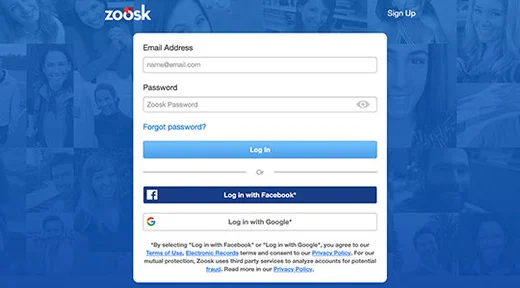 zoosk
Sign Up
Email Address
name@email.com
Password
Zoosk Password
Forgot password?
Log In
Or
Log in with Facebook*
Log in with Google*
*By selecting "Log in with Facebook" or "Log in with Google", you agree to our
Terms of Use, Electronic Records terms and consent to our Privacy Policy. For our
mutual protection, Zoosk uses third party services to analyze accounts for potential
fraud. Read more in our Privacy Policy.